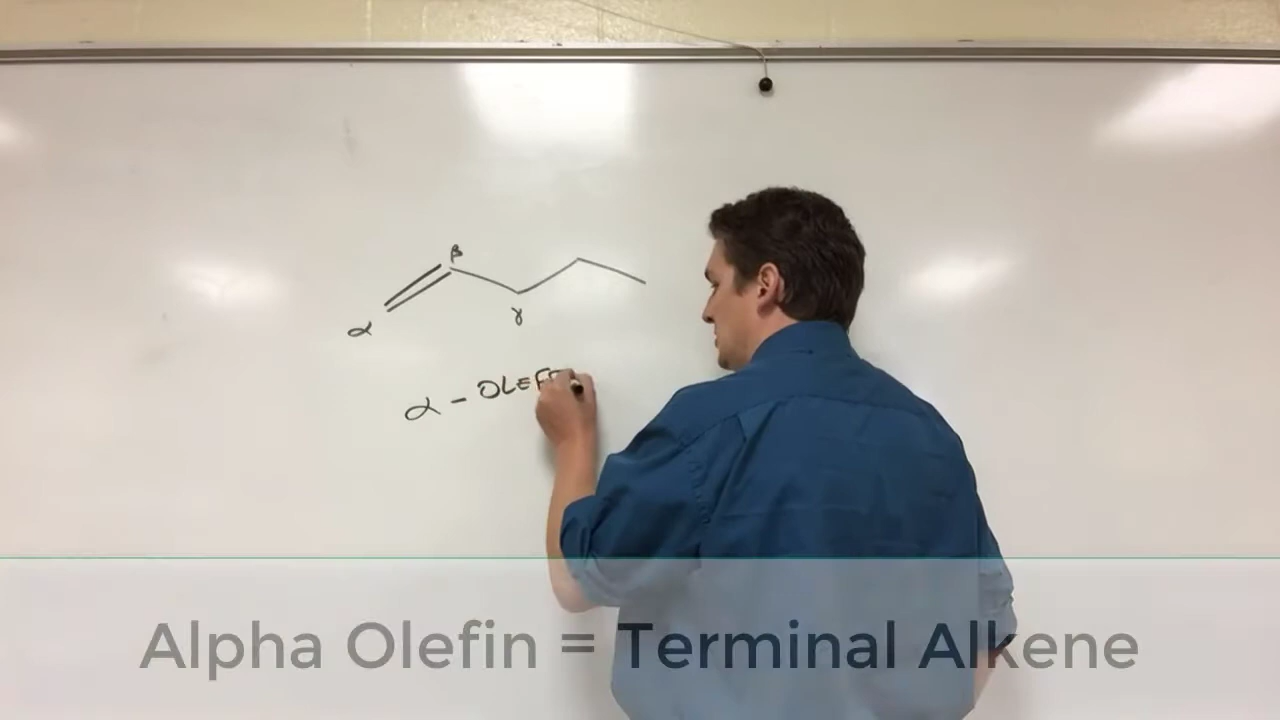 β
α
γ
α - OLEF
Alpha Olefin = Terminal Alkene